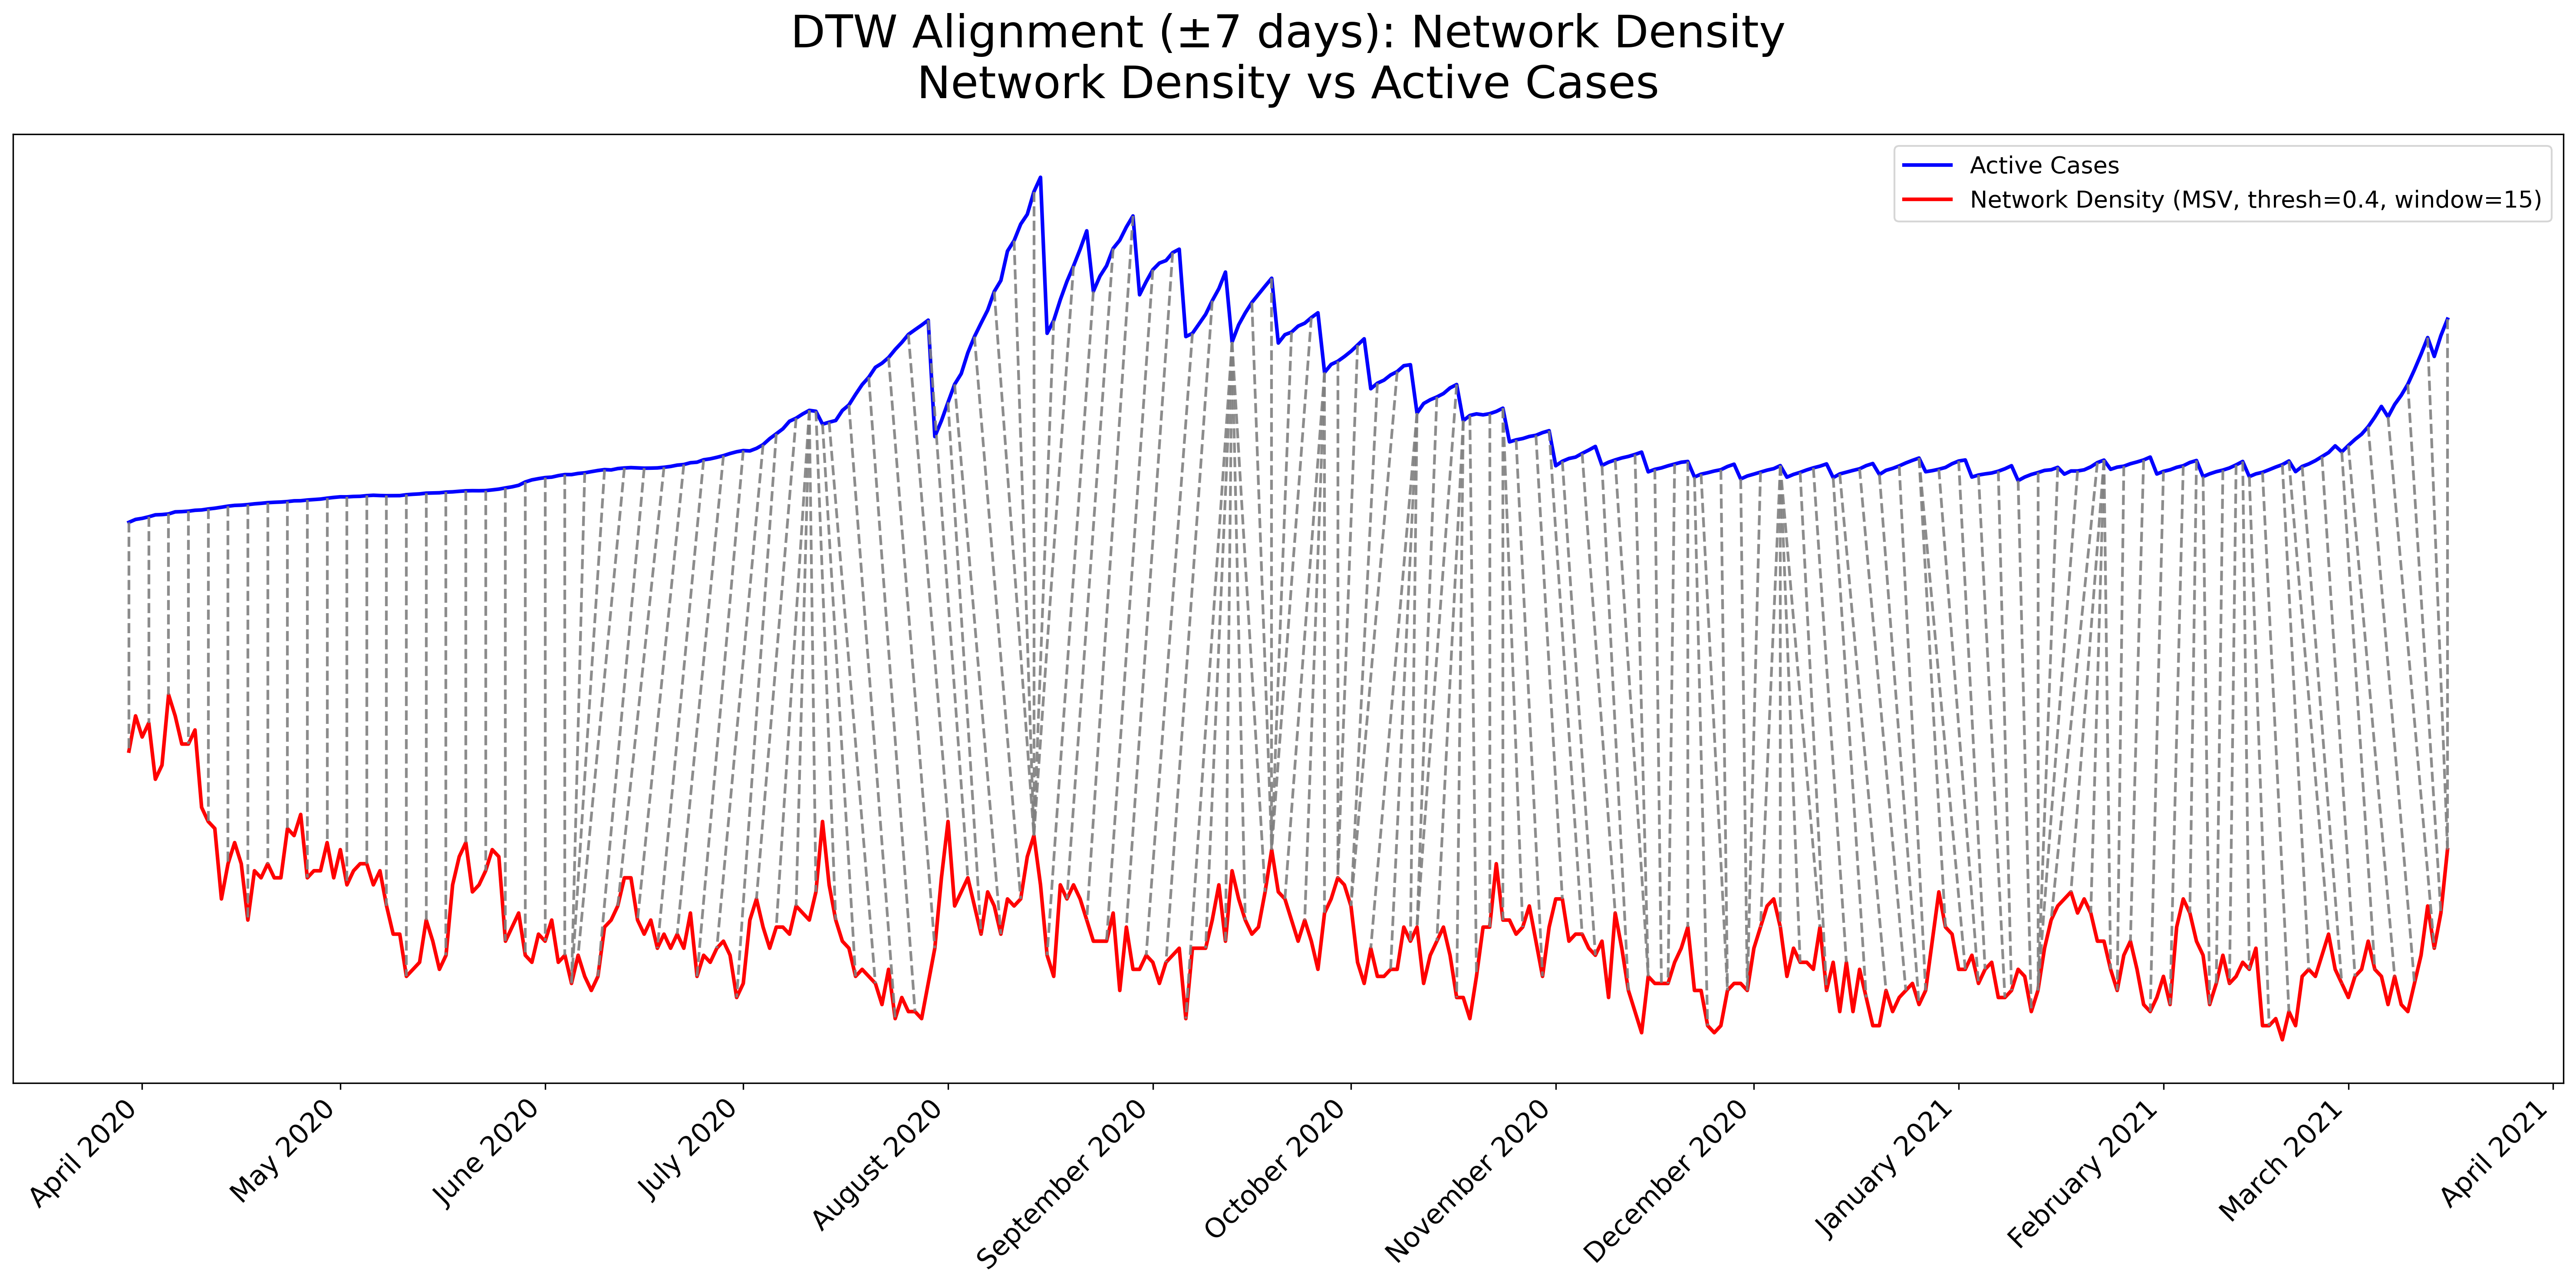 DTW Alignment (±7 days): Network Density
Network Density vs Active Cases
Active Cases
Network Density (MSV, thresh=0.4, window=15)
April 2020
May 2020
June 2020
July 2020
August 2020
September 2020
October 2020
November 2020
December 2020
January 2021
February 2021
March 2021
April 2021